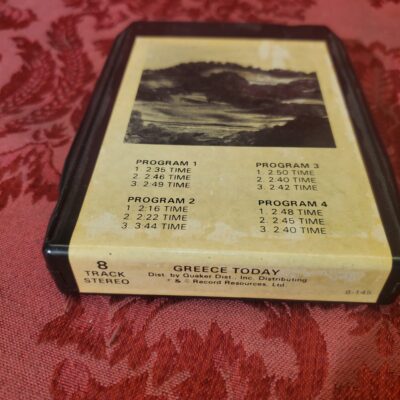 PROGRAM 1
1. 2:35 TIME
2. 2:46 TIME
3. 2:49 TIME
PROGRAM 2
1. 2:16 TIME
2. 2:22 TIME
3. 3:44 TIME
PROGRAM 3
1. 2:50 TIME
2. 2:40 TIME
3. 2:42 TIME
PROGRAM 4
1. 2:48 TIME
2. 2:45 TIME
3. 2:40 TIME
8
TRACK
STEREO
GREECE TODAY
Dist. by Quaker Dist., Inc. Distributing
& © Record Resources, Ltd.
8-145